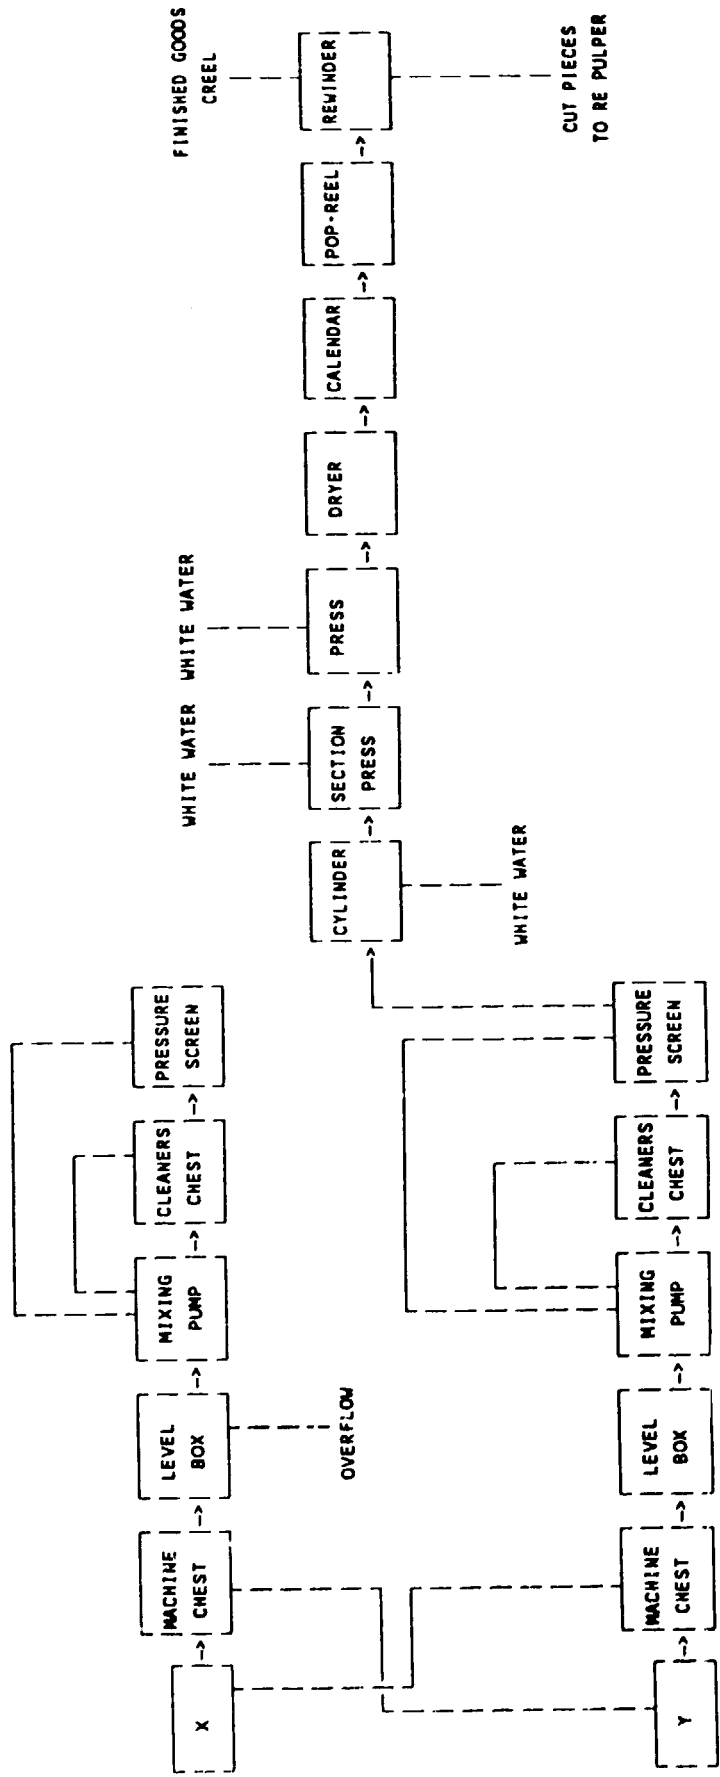 X
MACHINE
CHEST
LEVEL
BOX
OVERFLOW
MIXING
PUMP
CLEANERS
CHEST
PRESSURE
SCREEN
Y
MACHINE
CHEST
LEVEL
BOX
MIXING
PUMP
CLEANERS
CHEST
PRESSURE
SCREEN
CYLINDER
WHITE WATER
SECTION
PRESS
WHITE WATER
PRESS
WHITE WATER
DRYER
CALENDAR
POP-REEL
REWINDER
FINISHED GOODS
CREEL
CUT PIECES
TO RE PULPER